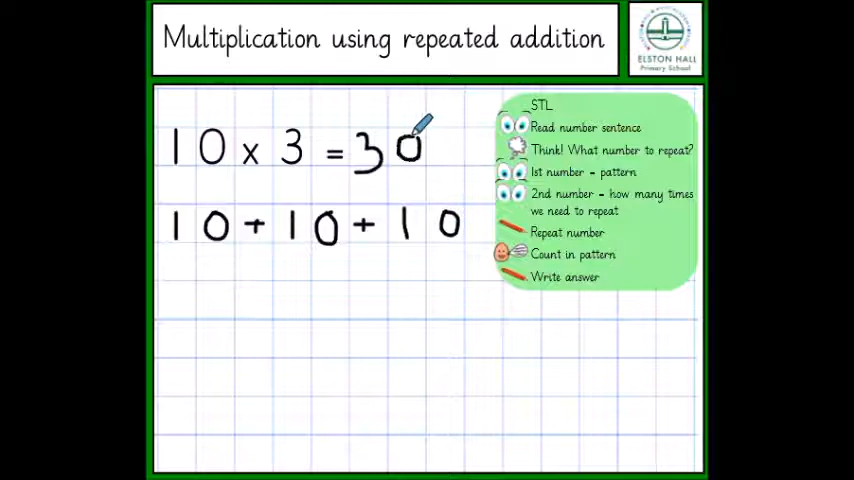 Multiplication using repeated addition
ELSTON HALL
Primary School
10 x 3 = 30
10 + 10 + 10
STL
Read number sentence
Think! What number to repeat?
1st number - pattern
2nd number - how many times
we need to repeat
Repeat number
Count in pattern
Write answer